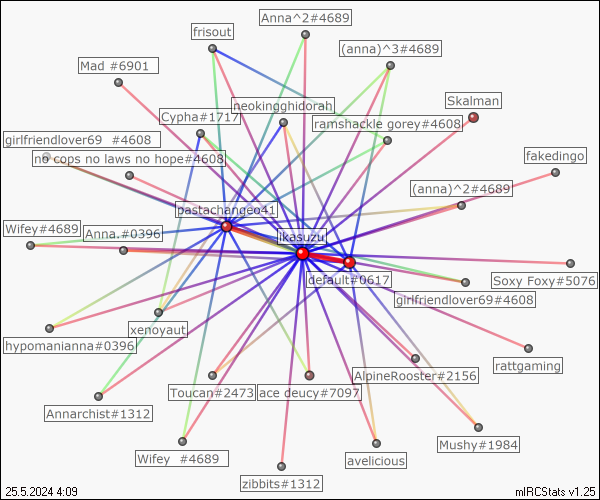 Anna^2#4689
frisout
(anna)^3#4689
Mad #6901
Skalman
neokingghidorah
Cypha#1717
ramshackle gorey#4608
girlfriendlover69 #4608
no cops no laws no hope#4608
fakedingo
(anna)^2#4689
pastachangeo41
Wifey#4689
Anna.#0396
ikasuzu
default#0617
Soxy Foxy#5076
girlfriendlover69#4608
xenoyaut
hypomanianna#0396
rattgaming
AlpineRooster#2156
Toucan#2473
ace deucy#7097
Annarchist#1312
Mushy#1984
Wifey #4689
avelicious
zibbits#1312
25.5.2024 4:09
mIRCStats v1.25